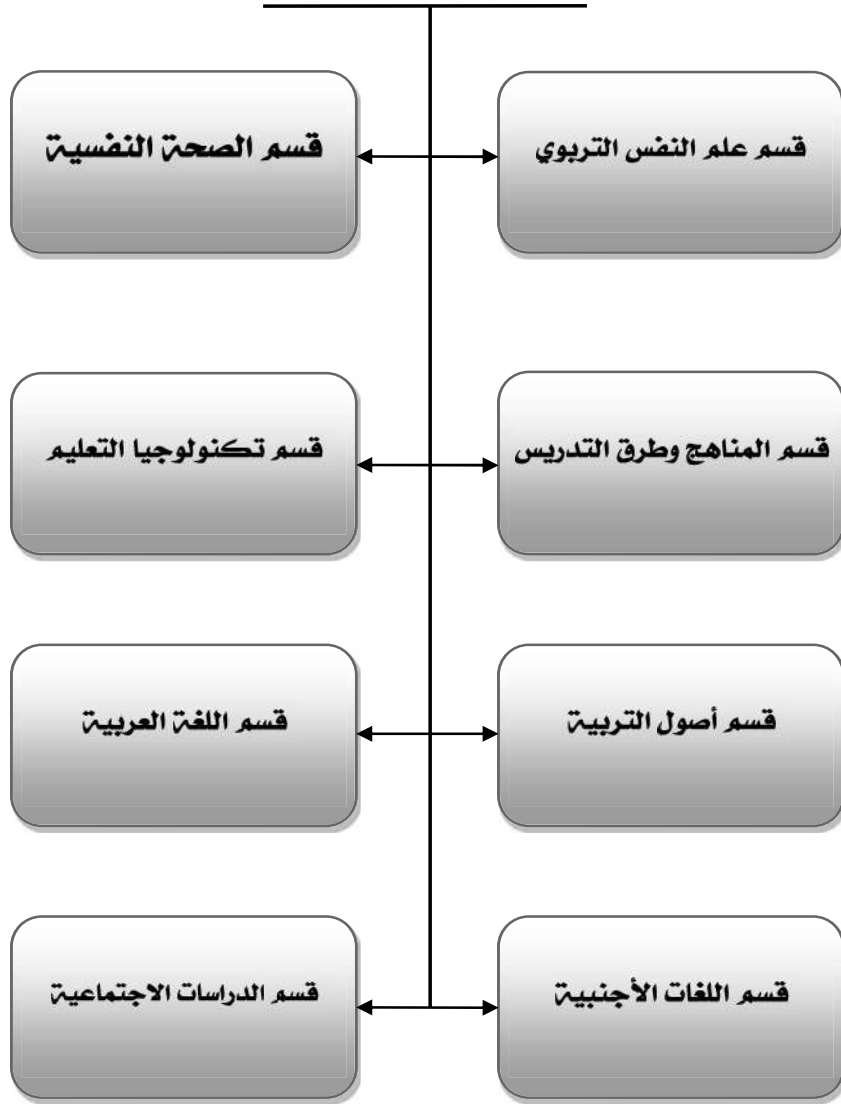 قسم علم النفس التربوي
قسم الصحة النفسية
قسم المناهج وطرق التدريس
قسم تكنولوجيا التعليم
قسم أصول التربية
قسم اللغة العربية
قسم اللغات الأجنبية
قسم الدراسات الاجتماعية